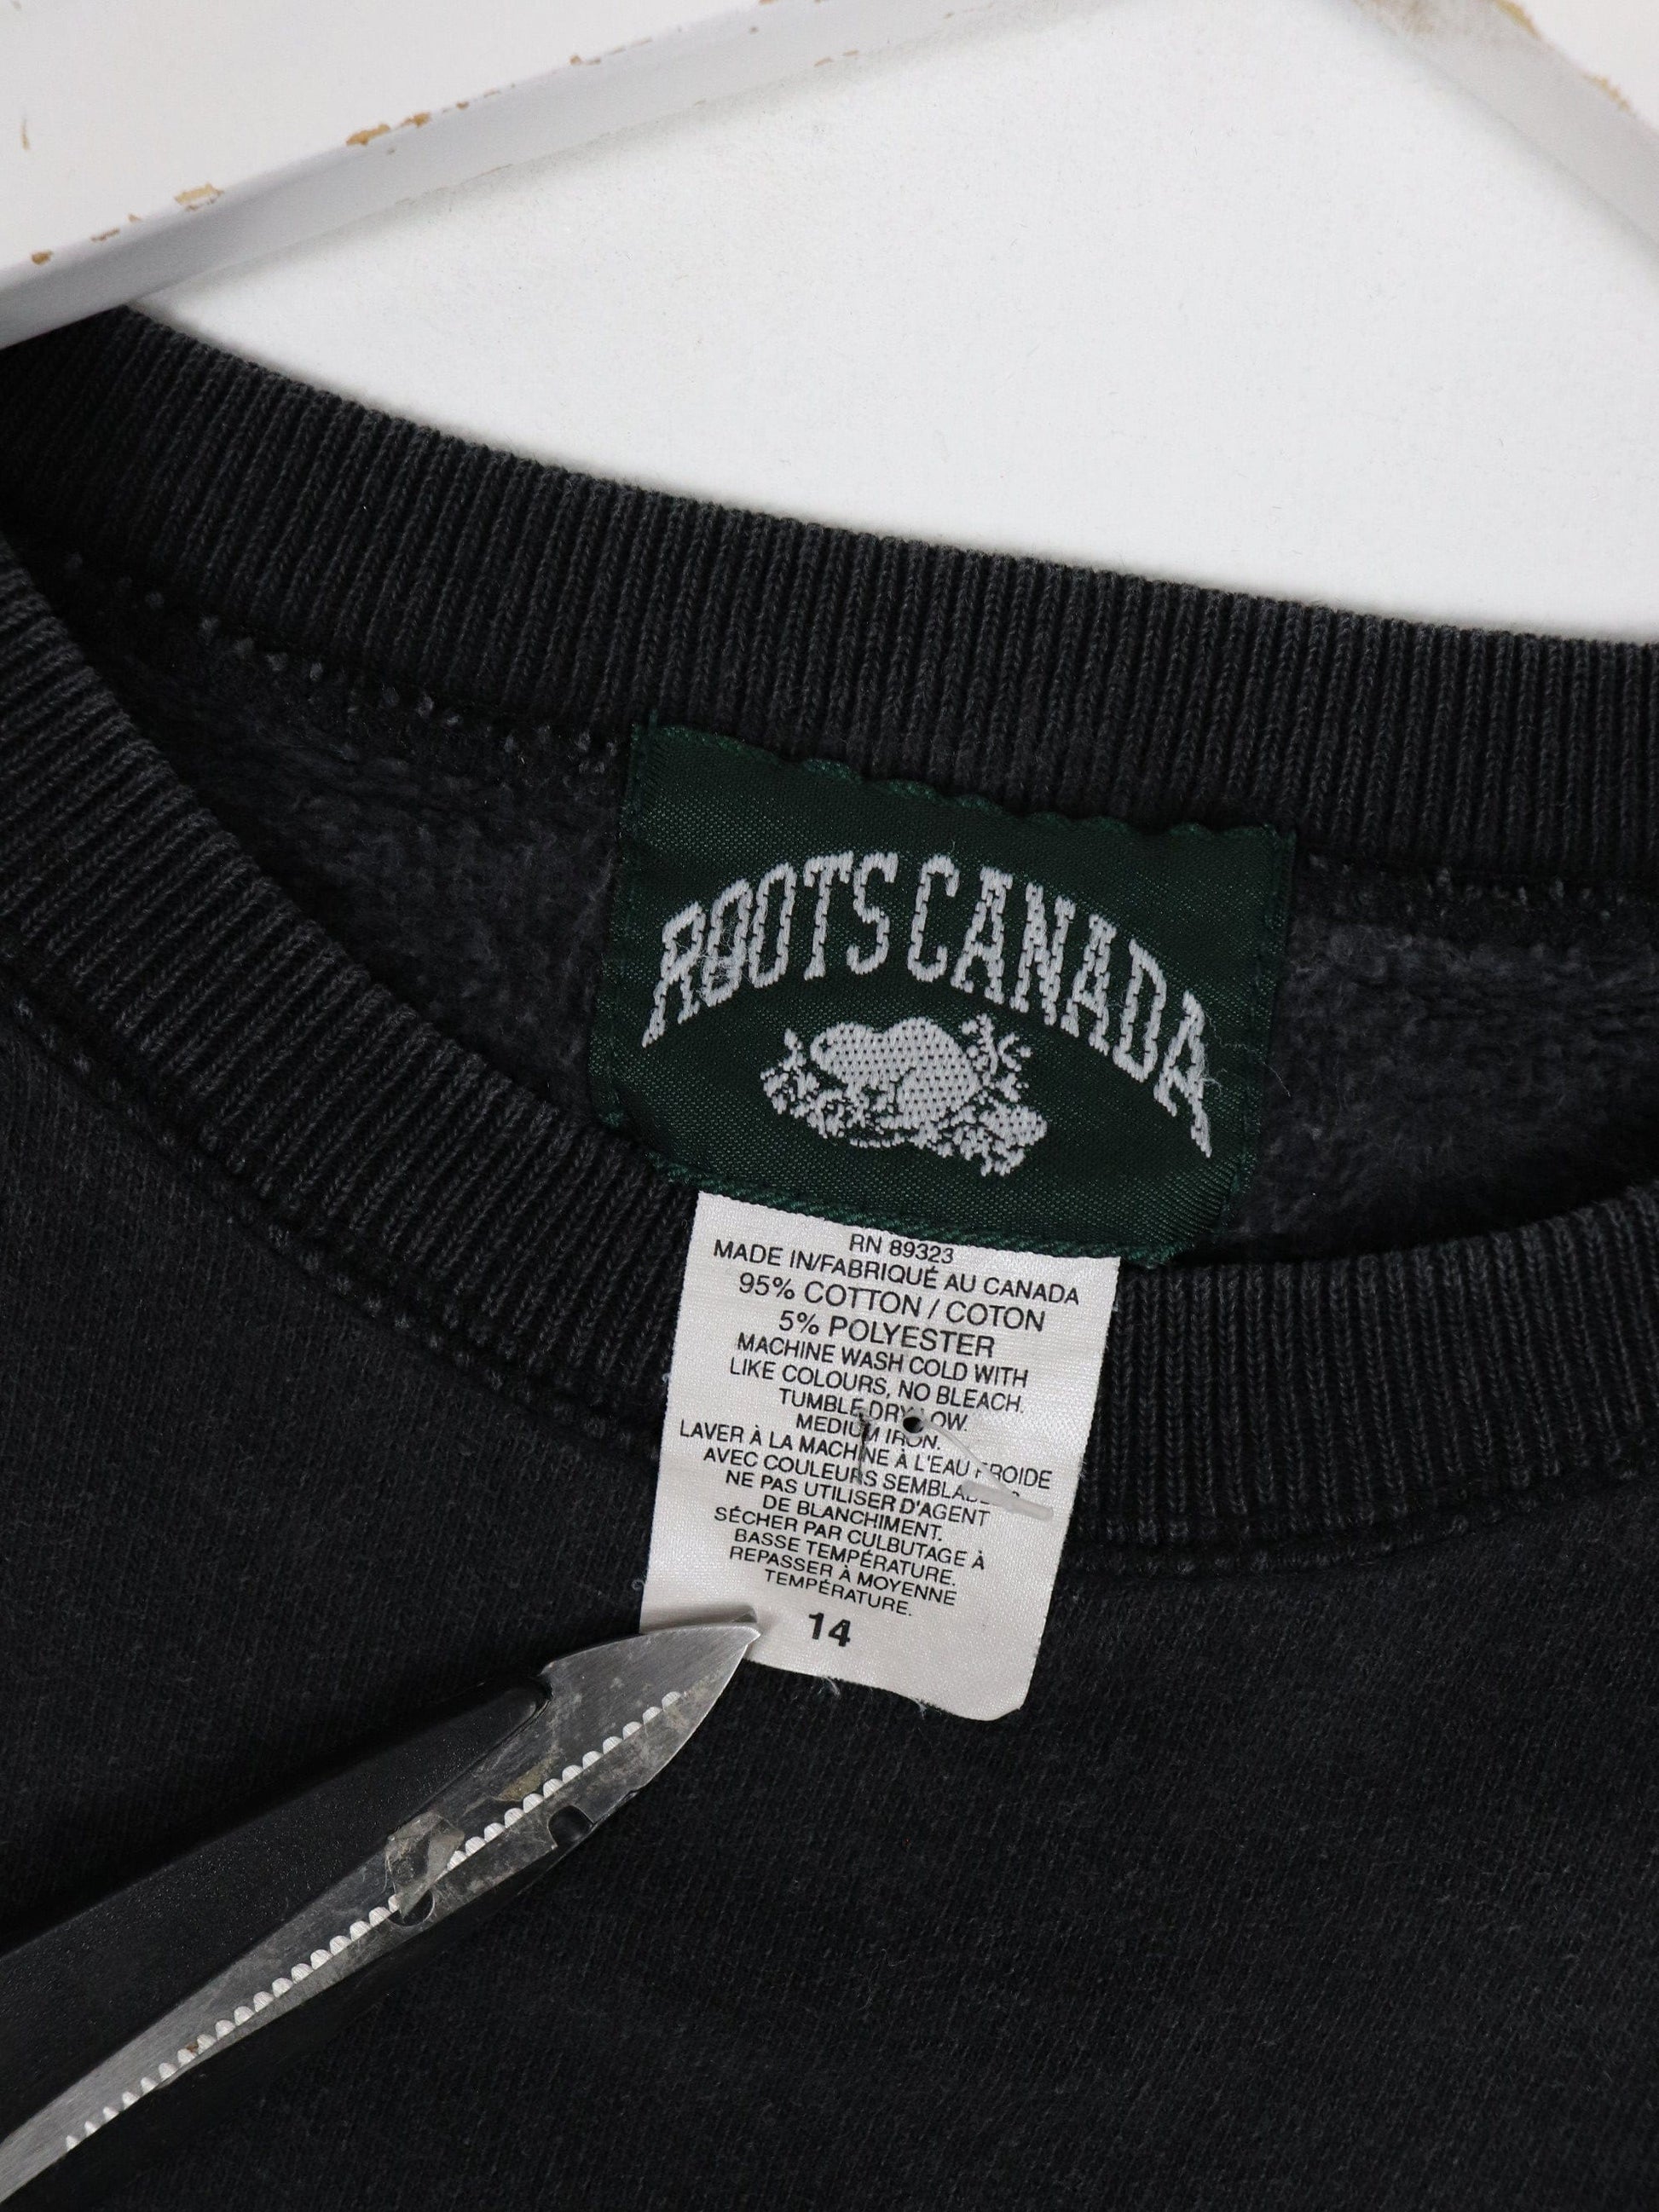 ROOTS CANADA
RN 89323
MADE IN/FABRIQUÉ AU CANADA
95% COTTON / COTON
5% POLYESTER
MACHINE WASH COLD WITH
LIKE COLOURS, NO BLEACH.
TUMBLE DRY LOW.
MEDIUM IRON.
LAVER À LA MACHINE À L'EAU FROIDE
AVEC COULEURS
NE PAS UTILISER D'AGENT
DE BLANCHIMENT.
SÉCHER PAR CULBUTAGE À
BASSE TEMPÉRATURE.
REPASSER À MOYENNE
TEMPÉRATURE.
14